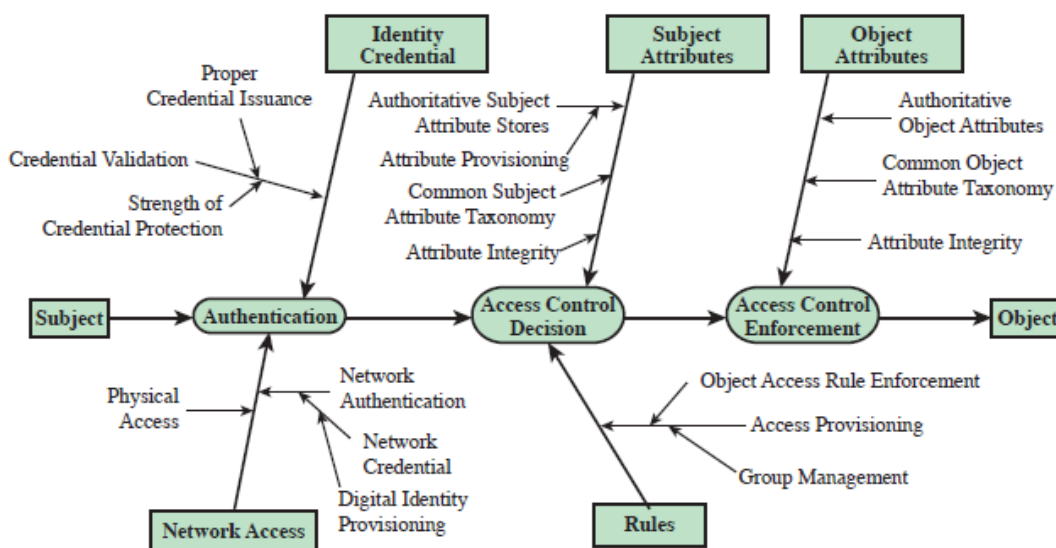 Identity
Credential
Subject
Attributes
Object
Attributes
Proper
Credential Issuance
Credential Validation
Strength of
Credential Protection
Authoritative Subject
Attribute Stores
Attribute Provisioning
Common Subject
Attribute Taxonomy
Attribute Integrity
Authoritative
Object Attributes
Common Object
Attribute Taxonomy
Attribute Integrity
Subject
Authentication
Access Control
Decision
Access Control
Enforcement
Object
Physical
Access
Network
Authentication
Network
Credential
Digital Identity
Provisioning
Object Access Rule Enforcement
Access Provisioning
Group Management
Network Access
Rules